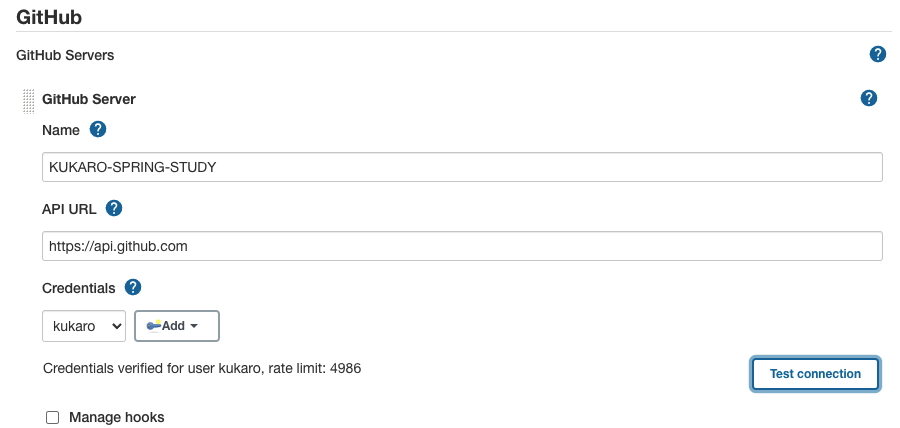 GitHub
GitHub Servers
?
GitHub Server
?
Name ?
KUKARO-SPRING-STUDY
API URL ?
https://api.github.com
Credentials ?
kukaro Add
Credentials verified for user kukaro, rate limit: 4986
Test connection
Manage hooks